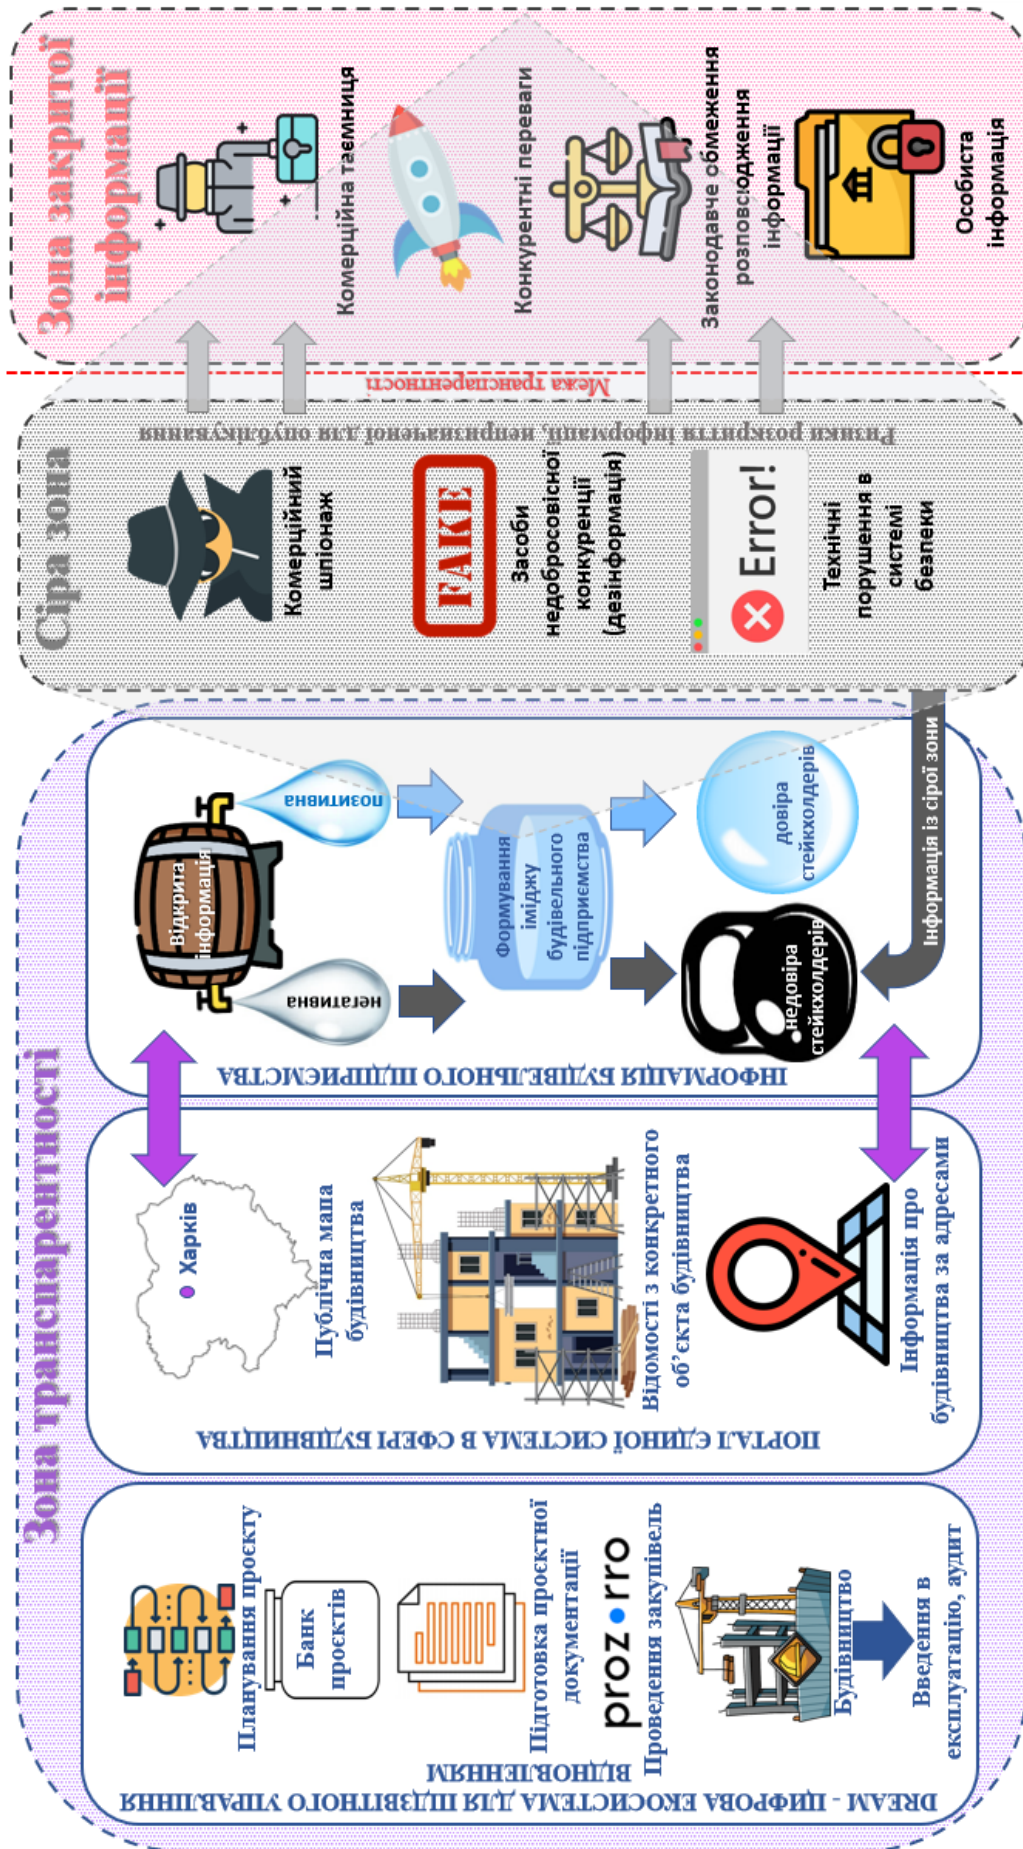 Зона транспарентності
DREAM - ЦИФРОВА ЕКОСИСТЕМА ДЛЯ ПІДЗВІТНОГО УПРАВЛІННЯ
ВІДНОВЛЕННЯМ
Планування проєкту
Банк
проєктів
Підготовка проєктної
документації
prozorro
Проведення закупівель
Будівництво
Введення в
експлуатацію, аудит
ПОРТАЛ ЄДИНОЇ СИСТЕМА В СФЕРІ БУДІВНИЦТВА
Харків
Публічна мапа
будівництва
Відомості з конкретного
об’єкта будівництва
Інформація про
будівництва за адресами
ІНФОРМАЦІЯ БУДІВЕЛЬНОГО ПІДПРИЄМСТВА
Відкрита
інформація
негативна
позитивна
Формування
іміджу
будівельного
підприємства
недовіра
стейкхолдерів
довіра
стейкхолдерів
Інформація із сірої зони
Сіра зона
Комерційний
шпіонаж
FAKE
Засоби
недобросовісної
конкуренції
(дезінформація)
Error!
Технічні
порушення в
системі
безпеки
Ризики розкриття інформації, непризначеної для опублікування
Межа транспарентності
Зона закритої
інформації
Комерційна таємниця
Конкурентні переваги
Законодавче обмеження
розповсюдження
інформації
Особиста
інформація